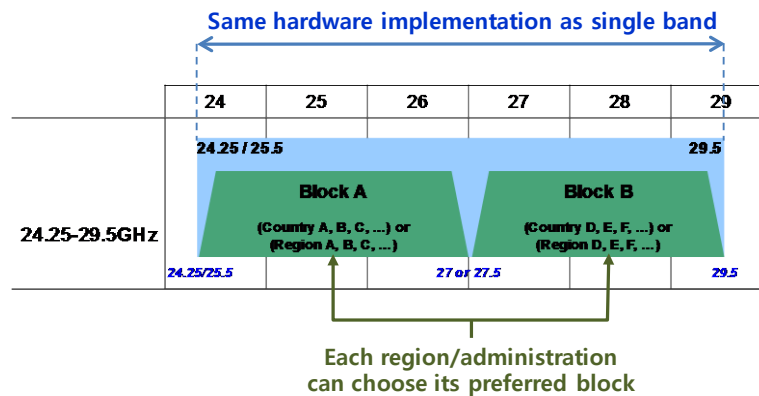 Same hardware implementation as single band
24 25 26 27 28 29
24.25 / 25.5 29.5
Block A Block B
(Country A, B, C, ...) or (Country D, E, F, ...) or
(Region A, B, C, ...) (Region D, E, F, ...)
24.25-29.5GHz
24.25/25.5 27 or 27.5 29.5
Each region/administration
can choose its preferred block